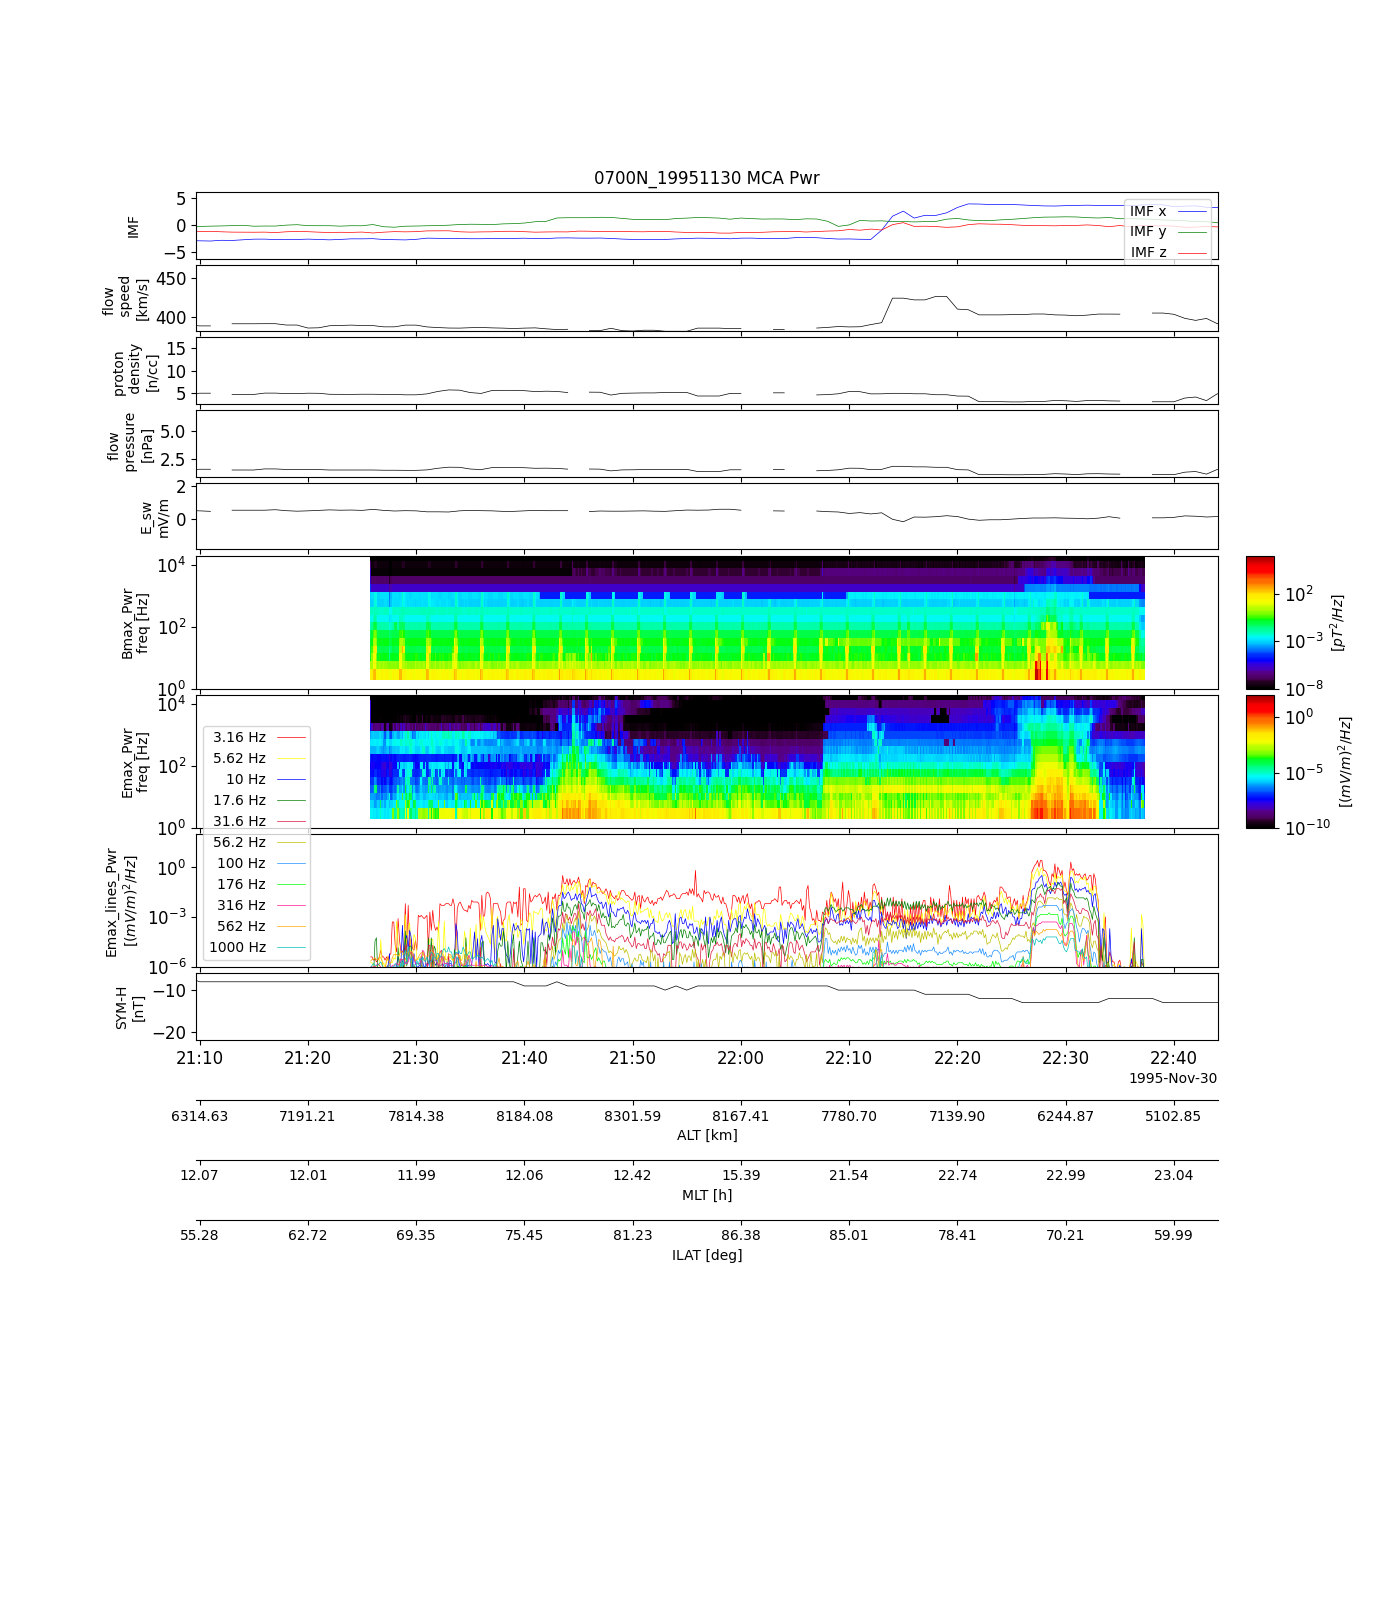 0700N_19951130 MCA Pwr
IMF
5
0
−5
IMF x
IMF y
IMF z
flow
speed
[km/s]
450
400
proton
density
[n/cc]
15
10
5
flow
pressure
[nPa]
5.0
2.5
E_sw
mV/m
2
0
Bmax_Pwr
freq [Hz]
10^4
10^2
10^0
10^2
10^−3
10^−8
[pT^2/Hz]
Emax_Pwr
freq [Hz]
10^4
10^2
10^0
10^0
10^−5
10^−10
[(mV/m)^2/Hz]
3.16 Hz
5.62 Hz
10 Hz
17.6 Hz
31.6 Hz
56.2 Hz
100 Hz
176 Hz
316 Hz
562 Hz
1000 Hz
Emax_lines_Pwr
[(mV/m)^2/Hz]
10^0
10^−3
10^−6
SYM-H
[nT]
−10
−20
21:10 21:20 21:30 21:40 21:50 22:00 22:10 22:20 22:30 22:40
1995-Nov-30
6314.63 7191.21 7814.38 8184.08 8301.59 8167.41 7780.70 7139.90 6244.87 5102.85
ALT [km]
12.07 12.01 11.99 12.06 12.42 15.39 21.54 22.74 22.99 23.04
MLT [h]
55.28 62.72 69.35 75.45 81.23 86.38 85.01 78.41 70.21 59.99
ILAT [deg]